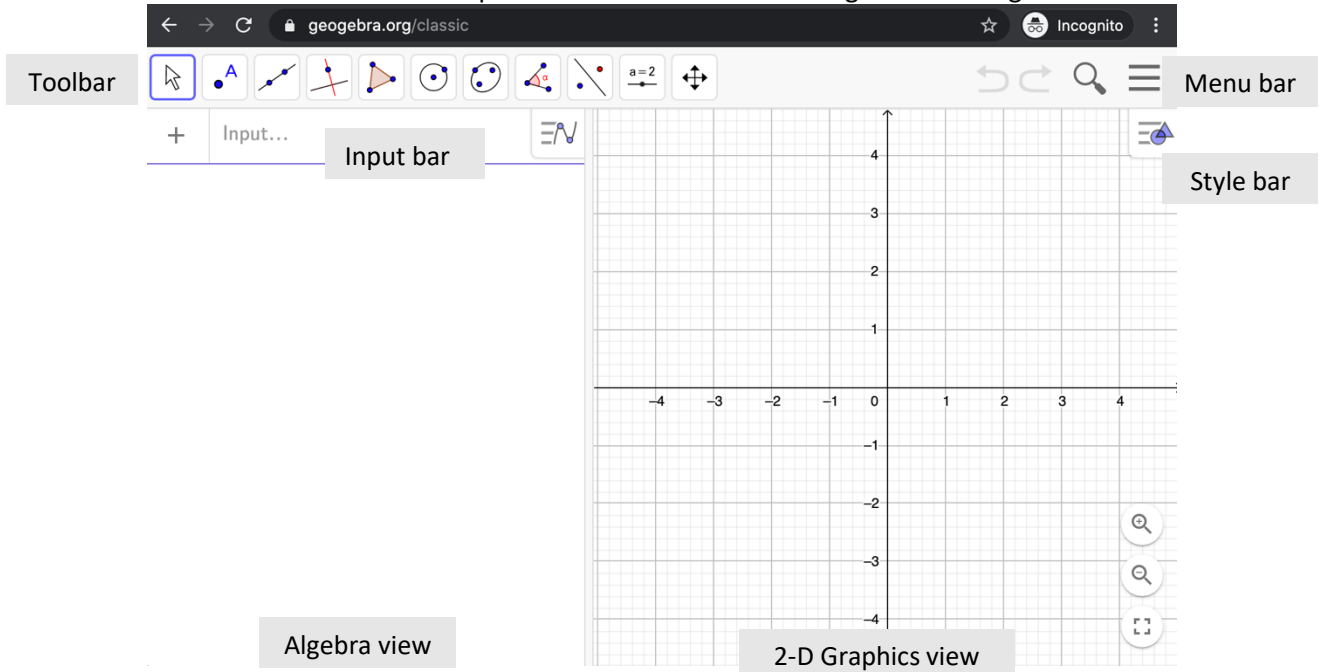 geogebra.org/classic
Incognito
Toolbar
A
α
a=2
Menu bar
+ Input...
Input bar
Style bar
4
3
2
1
–4 –3 –2 –1 0 1 2 3 4
–1
–2
–3
–4
Algebra view
2-D Graphics view